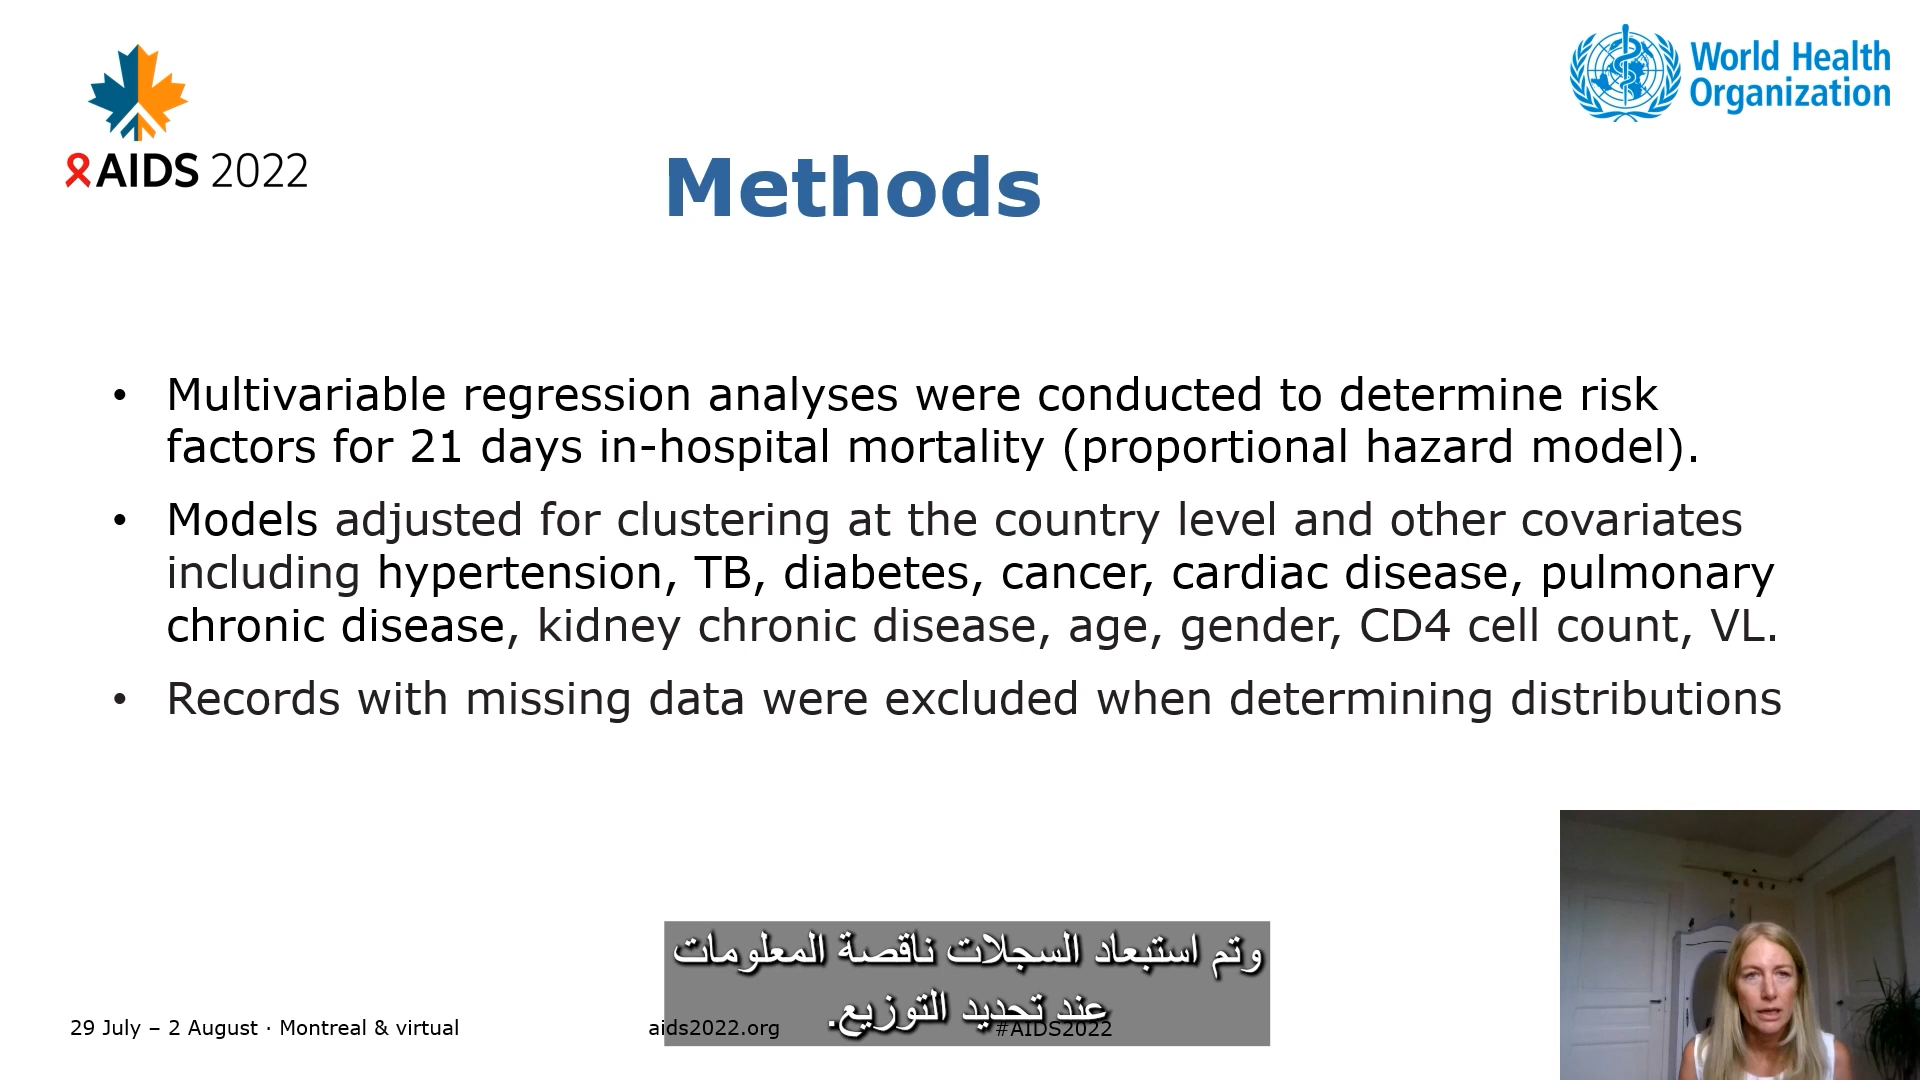 AIDS 2022
World Health
Organization
Methods
• Multivariable regression analyses were conducted to determine risk
factors for 21 days in-hospital mortality (proportional hazard model).
• Models adjusted for clustering at the country level and other covariates
including hypertension, TB, diabetes, cancer, cardiac disease, pulmonary
chronic disease, kidney chronic disease, age, gender, CD4 cell count, VL.
• Records with missing data were excluded when determining distributions
وتم استبعاد السجلات ناقصة المعلومات
عند تحديد التوزيع.
29 July – 2 August · Montreal & virtual
aids2022.org
#AIDS2022